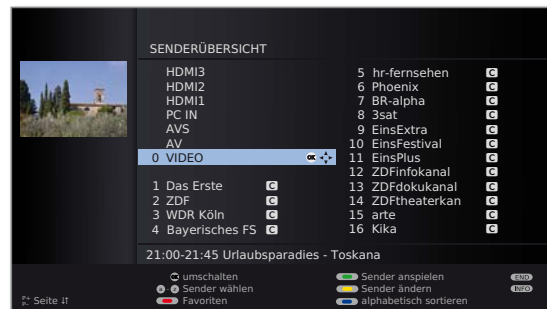 SENDERÜBERSICHT
HDMI3
HDMI2
HDMI1
PC IN
AVS
AV
0 VIDEO OK
1 Das Erste C
2 ZDF C
3 WDR Köln C
4 Bayerisches FS C
5 hr-fernsehen C
6 Phoenix C
7 BR-alpha C
8 3sat C
9 EinsExtra C
10 EinsFestival C
11 EinsPlus C
12 ZDFinfokanal C
13 ZDFdokukanal C
14 ZDFtheaterkan C
15 arte C
16 Kika C
21:00-21:45 Urlaubsparadies - Toskana
OK umschalten
Sender wählen
Favoriten
Sender anspielen
Sender ändern
alphabetisch sortieren
END
INFO
P+ P- Seite